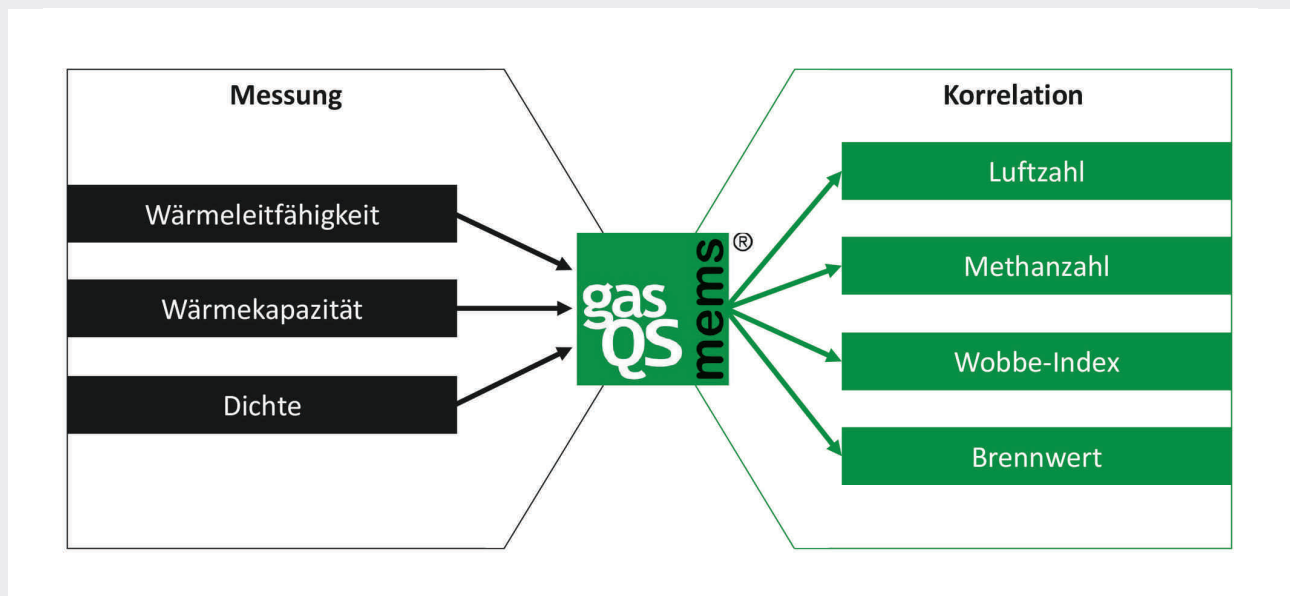 Messung
Wärmeleitfähigkeit
Wärmekapazität
Dichte
gas
QS
mems
®
Korrelation
Luftzahl
Methanzahl
Wobbe-Index
Brennwert